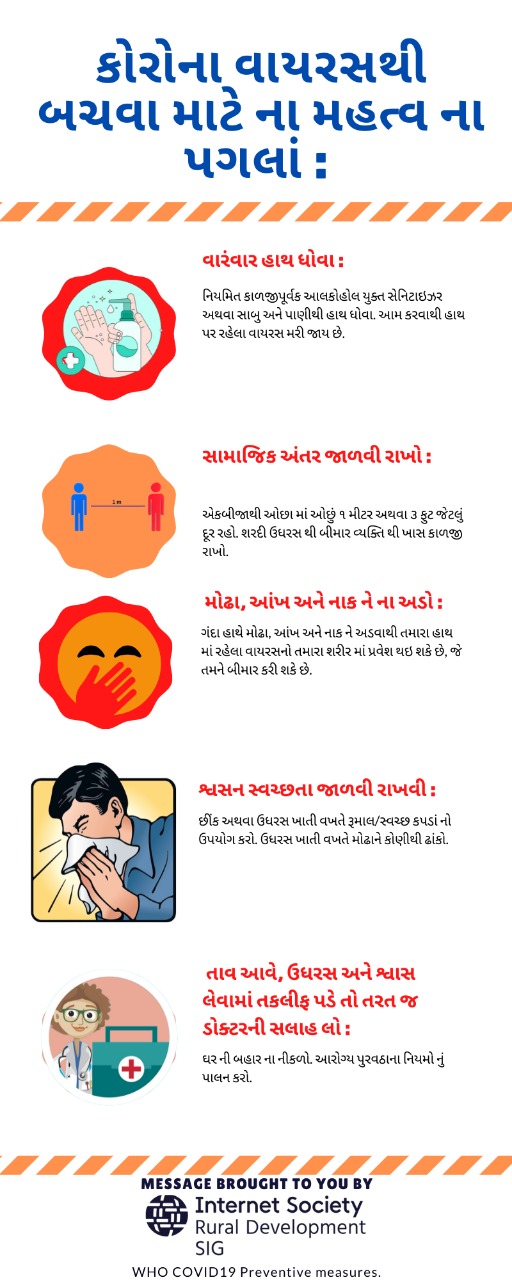 કોરોના વાયરસથી
બચવા માટે ના મહત્વ ના
પગલાં :
વારંવાર હાથ ધોવા :
નિયમિત કાળજીપૂર્વક આલકોહોલ યુક્ત સેનિટાઇઝર
અથવા સાબુ અને પાણીથી હાથ ધોવા. આમ કરવાથી હાથ
પર રહેલા વાયરસ મરી જાય છે.
સામાજિક અંતર જાળવી રાખો :
1 m
એકબીજાથી ઓછા માં ઓછું ૧ મીટર અથવા ૩ ફુટ જેટલું
દૂર રહો. શરદી ઉધરસ થી બીમાર વ્યક્તિ થી ખાસ કાળજી
રાખો.
મોઢા, આંખ અને નાક ને ના અડો :
ગંદા હાથે મોઢા, આંખ અને નાક ને અડવાથી તમારા હાથ
માં રહેલા વાયરસનો તમારા શરીર માં પ્રવેશ થઇ શકે છે, જે
તમને બીમાર કરી શકે છે.
શ્વસન સ્વચ્છતા જાળવી રાખવી :
છીંક અથવા ઉધરસ ખાતી વખતે રૂમાલ/સ્વચ્છ કપડાં નો
ઉપયોગ કરો. ઉધરસ ખાતી વખતે મોઢાને કોણીથી ઢાંકો.
તાવ આવે, ઉધરસ અને શ્વાસ
લેવામાં તકલીફ પડે તો તરત જ
ડોક્ટરની સલાહ લો :
ઘર ની બહાર ના નીકળો. આરોગ્ય પુરવઠાના નિયમો નું
પાલન કરો.
MESSAGE BROUGHT TO YOU BY
Internet Society
Rural Development
SIG
WHO COVID19 Preventive measures.